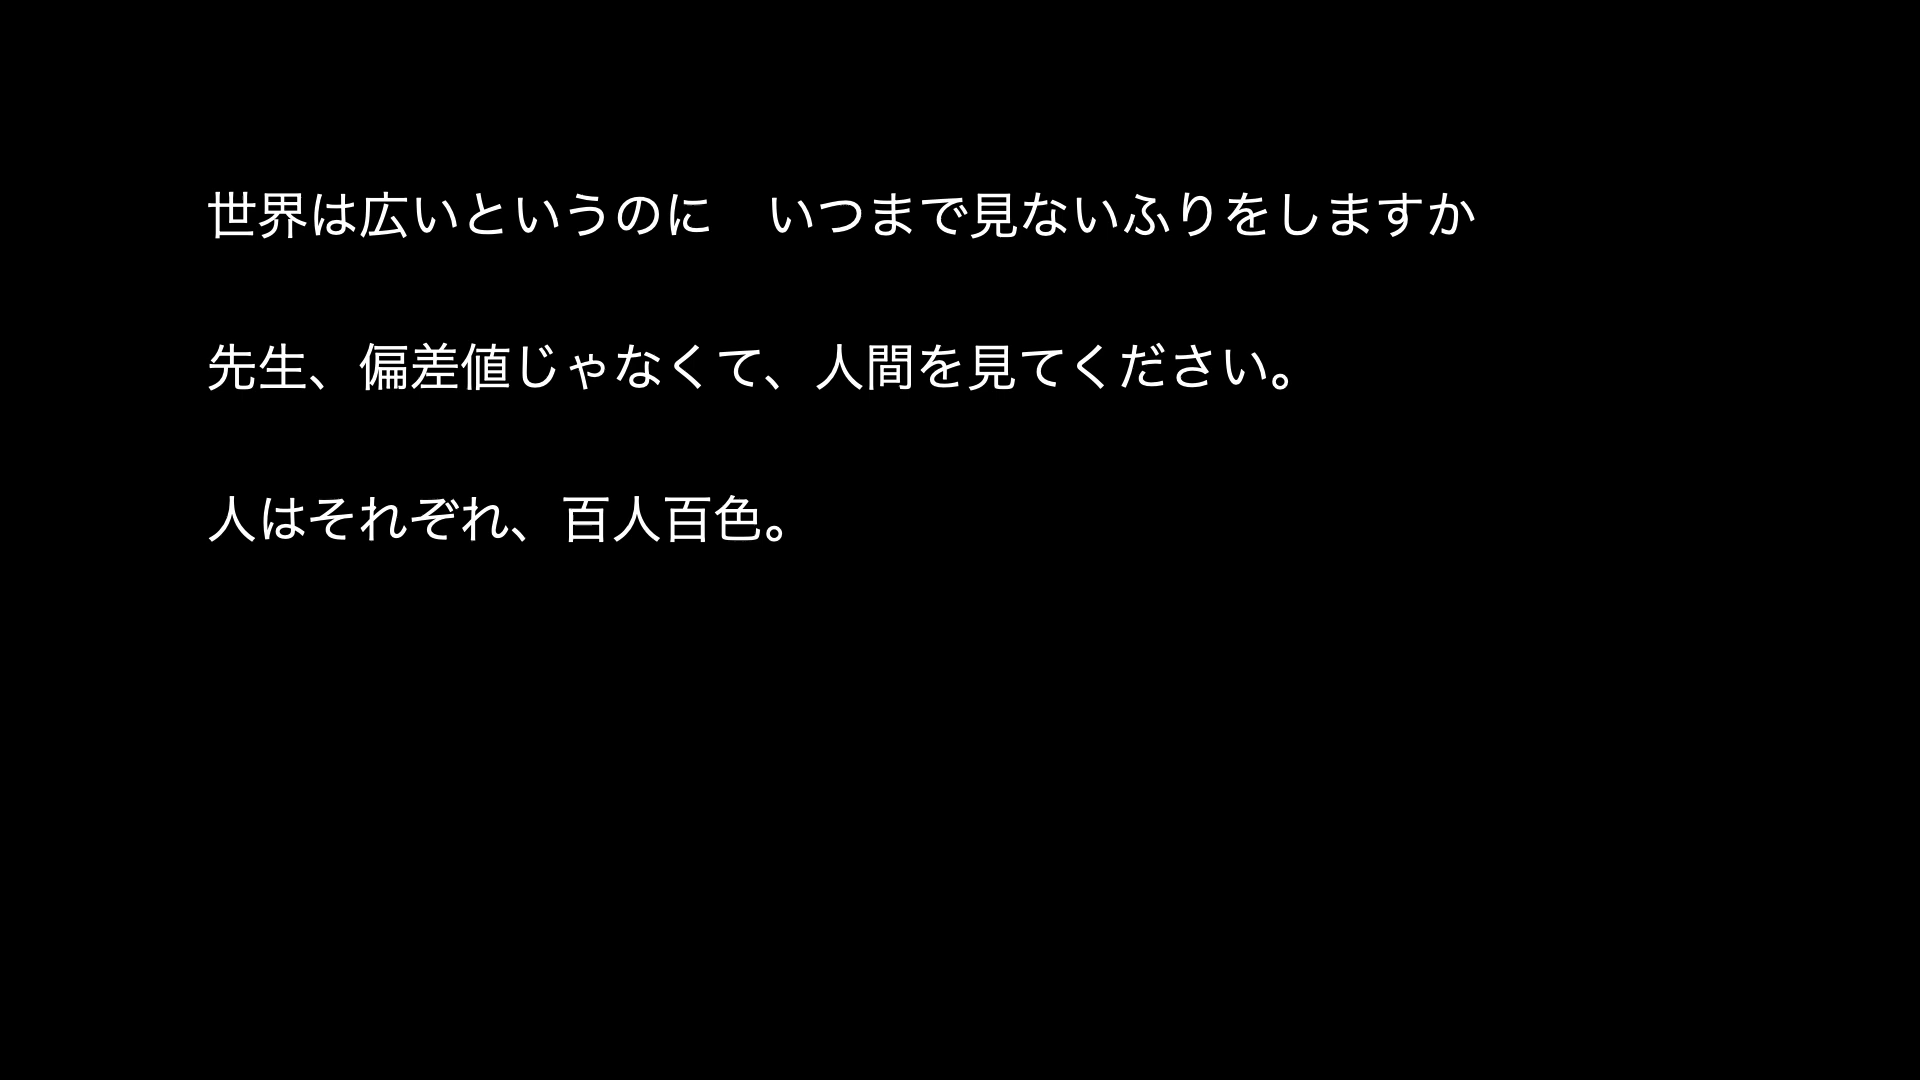 世界は広いというのに　いつまで見ないふりをしますか
先生、偏差値じゃなくて、人間を見てください。
人はそれぞれ、百人百色。